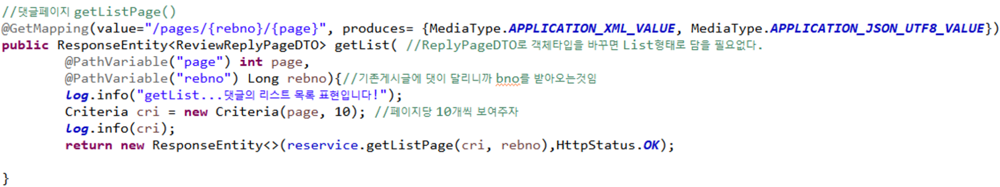 //댓글페이지 getListPage()
@GetMapping(value="/pages/{rebno}/{page}", produces= {MediaType.APPLICATION_XML_VALUE, MediaType.APPLICATION_JSON_UTF8_VALUE})
public ResponseEntity<ReviewReplyPageDTO> getList( //ReplyPageDTO로 객체타입을 바꾸면 List형태로 담을 필요없다.
@PathVariable("page") int page,
@PathVariable("rebno") Long rebno){//기존게시글에 댓이 달리니까 bno를 받아오는것임
log.info("getList...댓글의 리스트 목록 표현입니다!");
Criteria cri = new Criteria(page, 10); //페이지당 10개씩 보여주자
log.info(cri);
return new ResponseEntity<>(reservice.getListPage(cri, rebno),HttpStatus.OK);
}